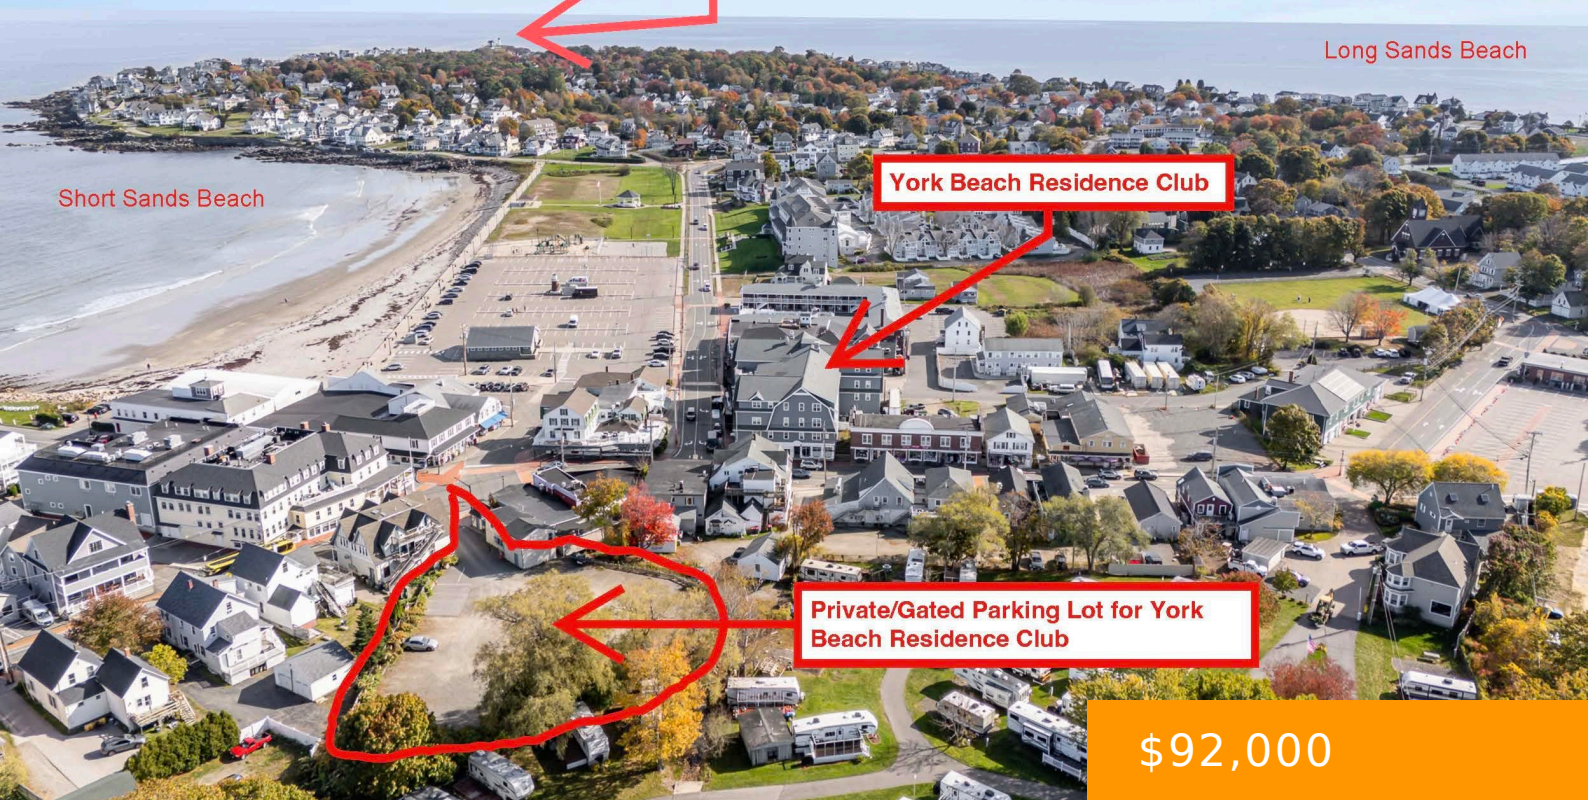 Long Sands Beach
York Beach Residence Club
Short Sands Beach
Private/Gated Parking Lot for York
Beach Residence Club
$92,000